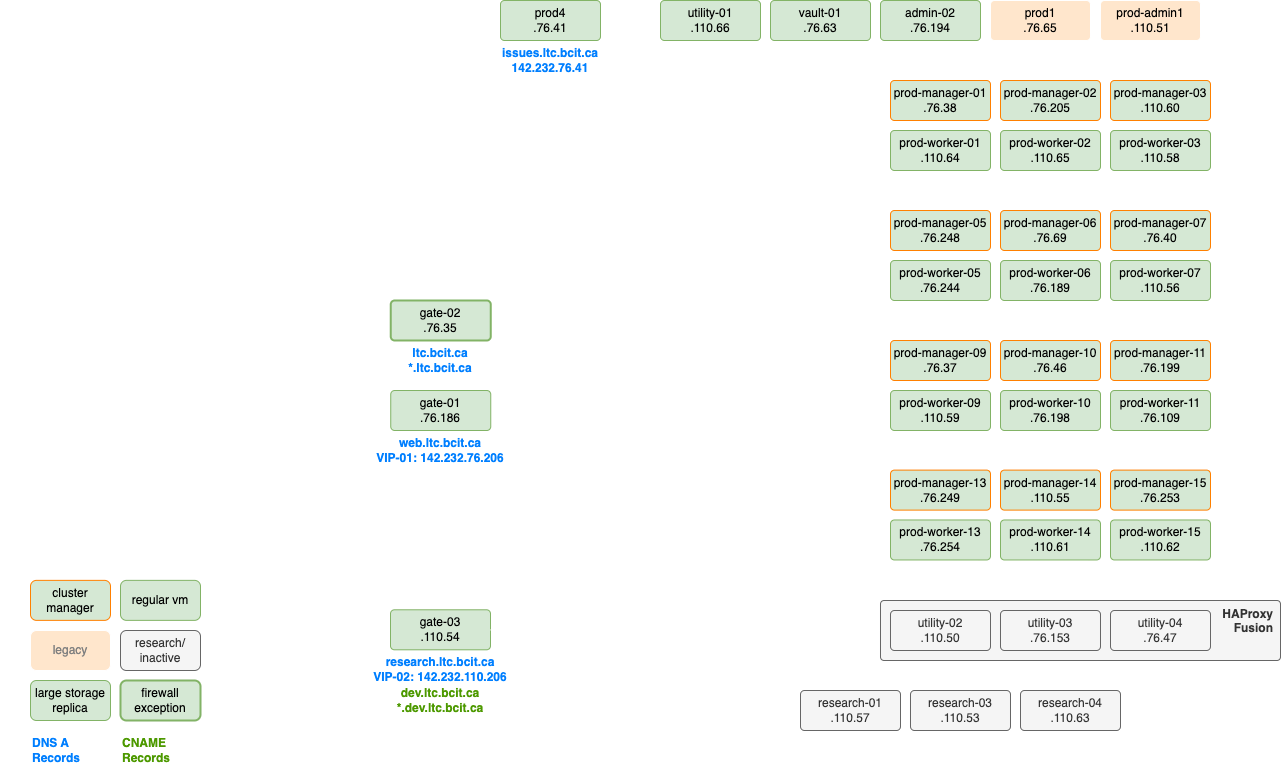 prod4
.76.41
issues.ltc.bcit.ca
142.232.76.41
utility-01
.110.66
vault-01
.76.63
admin-02
.76.194
prod1
.76.65
prod-admin1
.110.51
prod-manager-01
.76.38
prod-manager-02
.76.205
prod-manager-03
.110.60
prod-worker-01
.110.64
prod-worker-02
.110.65
prod-worker-03
.110.58
prod-manager-05
.76.248
prod-manager-06
.76.69
prod-manager-07
.76.40
prod-worker-05
.76.244
prod-worker-06
.76.189
prod-worker-07
.110.56
gate-02
.76.35
ltc.bcit.ca
*.ltc.bcit.ca
prod-manager-09
.76.37
prod-manager-10
.76.46
prod-manager-11
.76.199
gate-01
.76.186
web.ltc.bcit.ca
VIP-01: 142.232.76.206
prod-worker-09
.110.59
prod-worker-10
.76.198
prod-worker-11
.76.109
prod-manager-13
.76.249
prod-manager-14
.110.55
prod-manager-15
.76.253
prod-worker-13
.76.254
prod-worker-14
.110.61
prod-worker-15
.110.62
cluster
manager
regular vm
legacy
research/
inactive
large storage
replica
firewall
exception
DNS A
Records
CNAME
Records
gate-03
.110.54
research.ltc.bcit.ca
VIP-02: 142.232.110.206
dev.ltc.bcit.ca
*.dev.ltc.bcit.ca
utility-02
.110.50
utility-03
.76.153
utility-04
.76.47
HAProxy
Fusion
research-01
.110.57
research-03
.110.53
research-04
.110.63